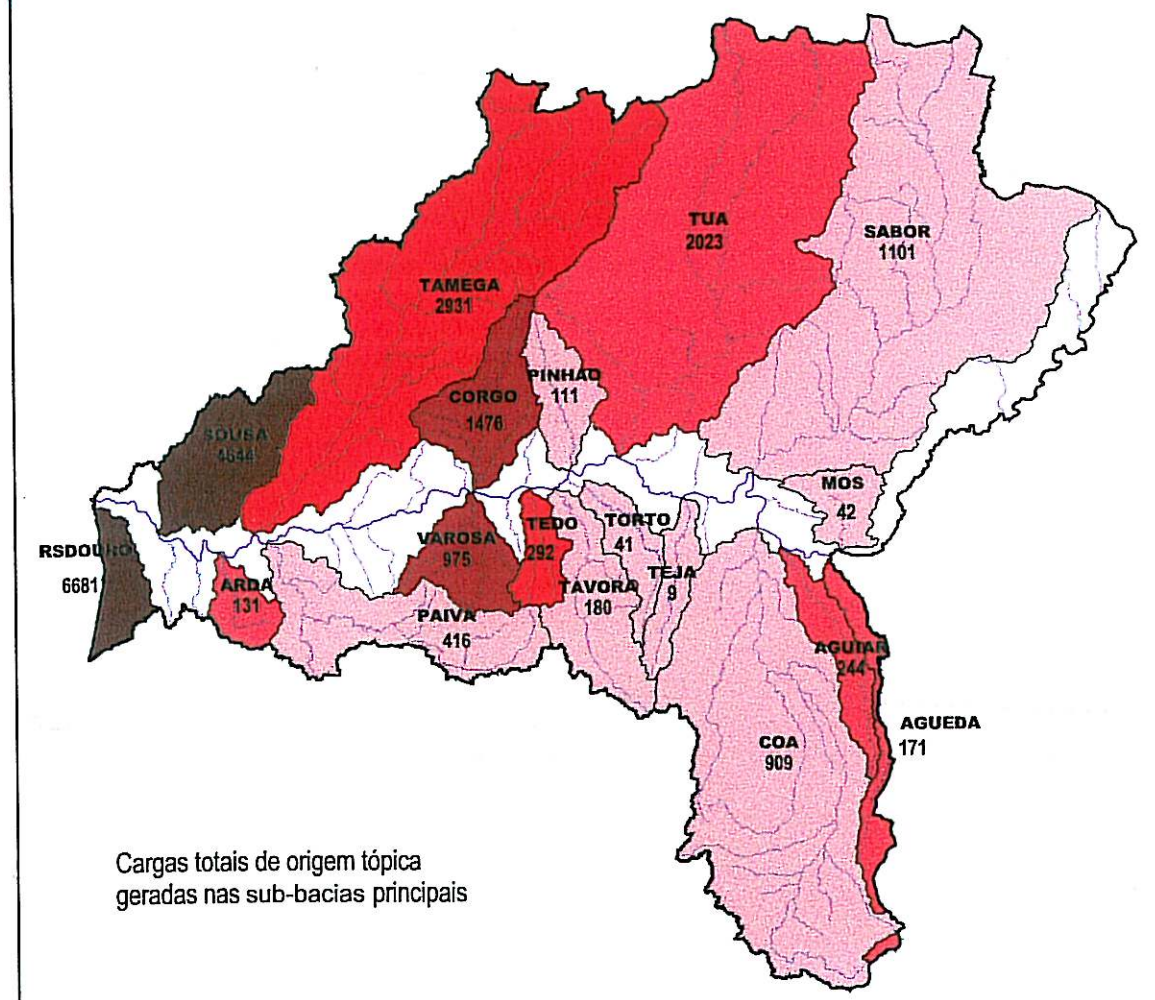 TUA
2023
SABOR
1101
TAMEGA
2931
PINHAO
111
CORGO
1476
SOUSA
4644
MOS
42
RSDOURO
6681
VAROSA
975
TEDO
292
TORTO
41
TEJA
9
TAVORA
180
ARDA
131
PAIVA
416
AGUIAR
244
AGUEDA
171
COA
909
Cargas totais de origem tópica
geradas nas sub-bacias principais